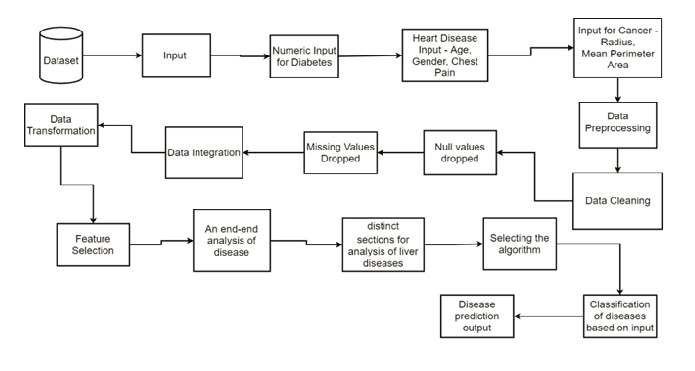 Dataset
Input
Numeric Input
for Diabetes
Heart Disease
Input - Age,
Gender, Chest
Pain
Input for Cancer -
Radius,
Mean Perimeter
Area
Data
Preprocessing
Data Cleaning
Null values
dropped
Missing Values
Dropped
Data Integration
Data
Transformation
Feature
Selection
An end-end
analysis of
disease
distinct
sections for
analysis of liver
diseases
Selecting the
algorithm
Classification
of diseases
based on input
Disease
prediction
output